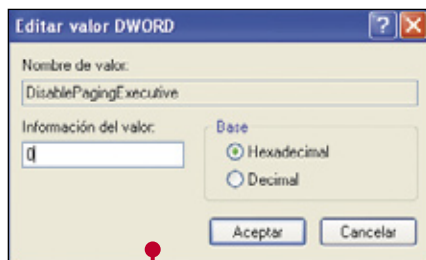 Editar valor DWORD
Nombre de valor:
DisablePagingExecutive
Información del valor:
0
Base
Hexadecimal
Decimal
Aceptar
Cancelar